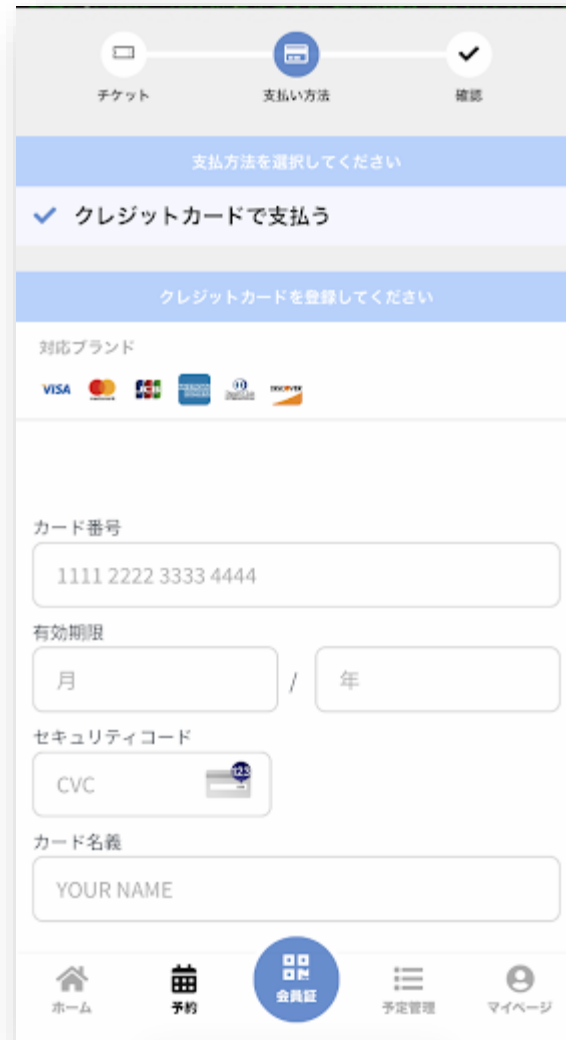 チケット 支払い方法 確認
支払方法を選択してください
クレジットカードで支払う
クレジットカードを登録してください
対応ブランド
VISA JCB DISCOVER
カード番号
1111 2222 3333 4444
有効期限
月 / 年
セキュリティコード
CVC 123
カード名義
YOUR NAME
ホーム 予約 会員証 予定管理 マイページ